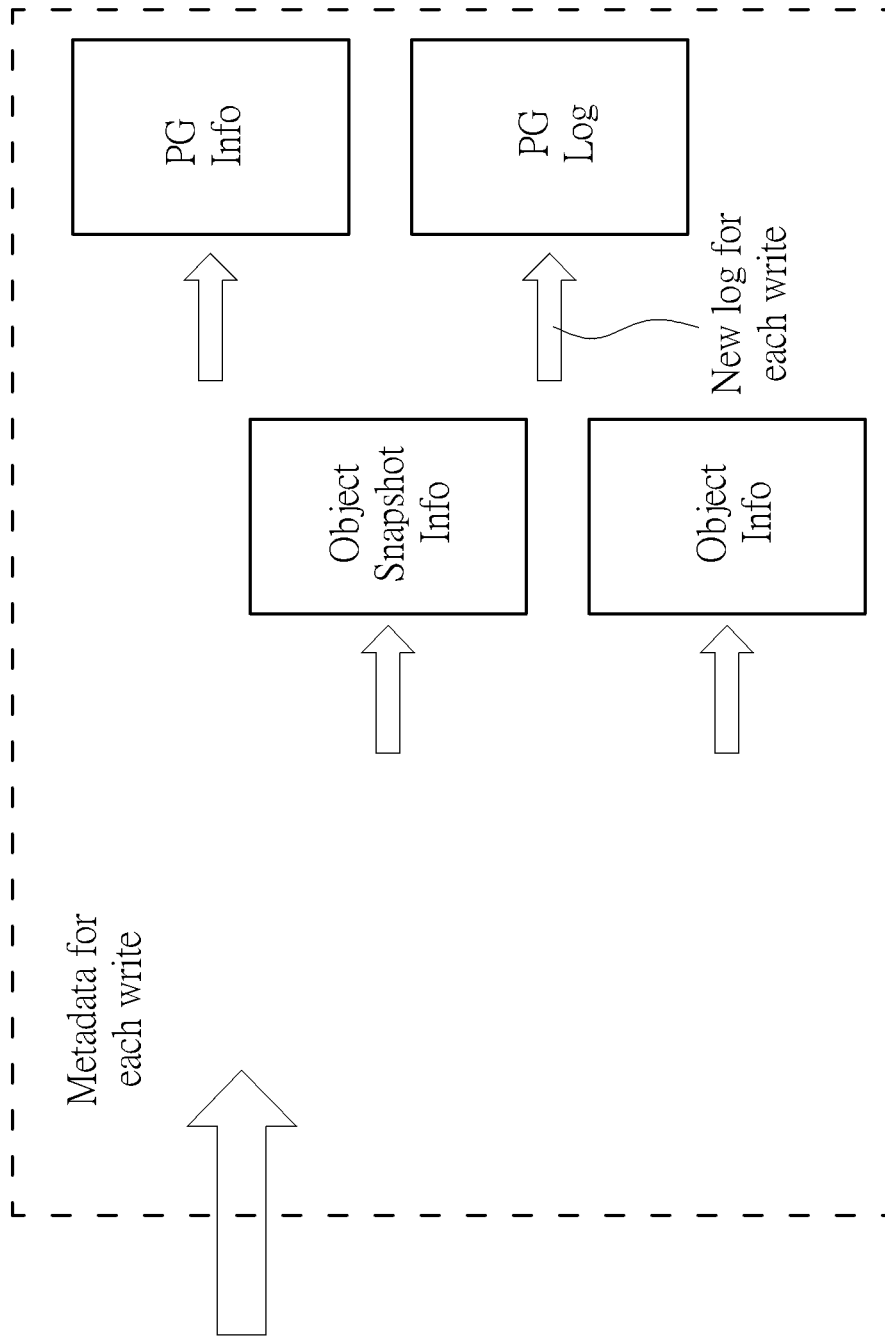 Metadata for
each write
Object
Snapshot
Info
Object
Info
PG
Info
PG
Log
New log for
each write